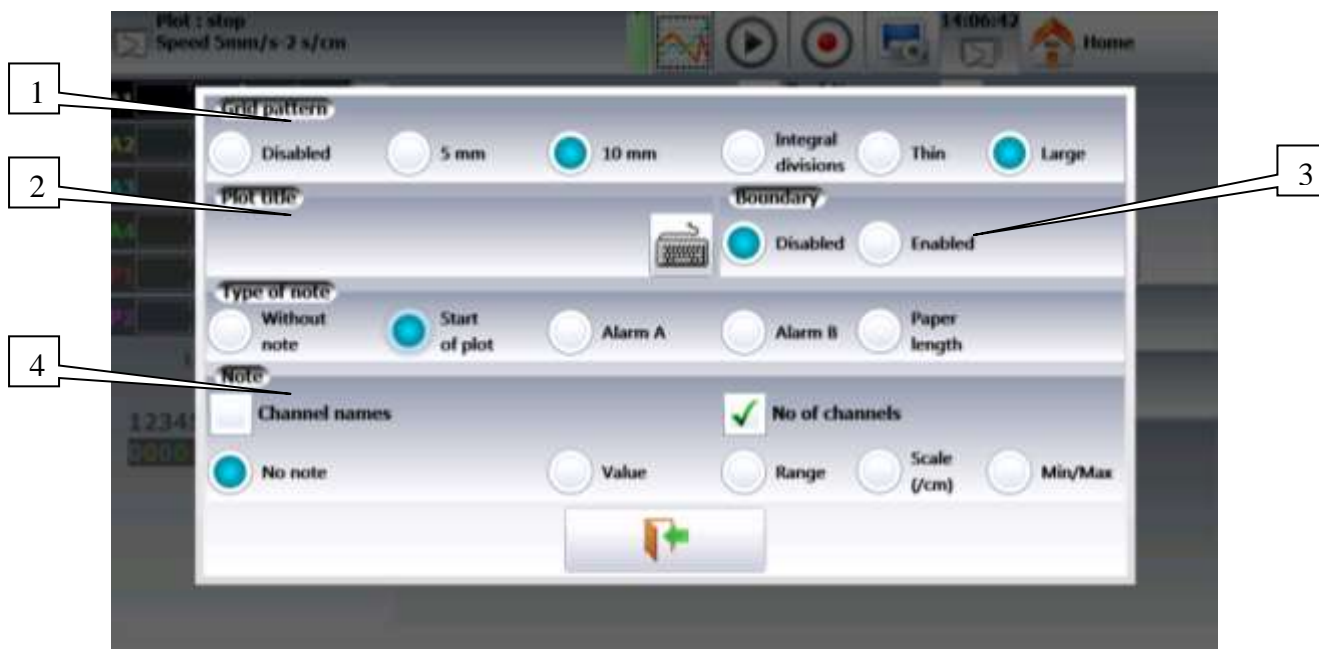 Plot : stop
Speed 5mm/s-2 s/cm
14:06:42
Home
1
Grid pattern
Disabled
5 mm
10 mm
Integral
divisions
Thin
Large
A2
2
3
Plot title
Boundary
A4
Disabled
Enabled
Type of note
Without
note
Start
of plot
Alarm A
Alarm B
Paper
length
4
Note
Channel names
No of channels
No note
Value
Range
Scale
(/cm)
Min/Max